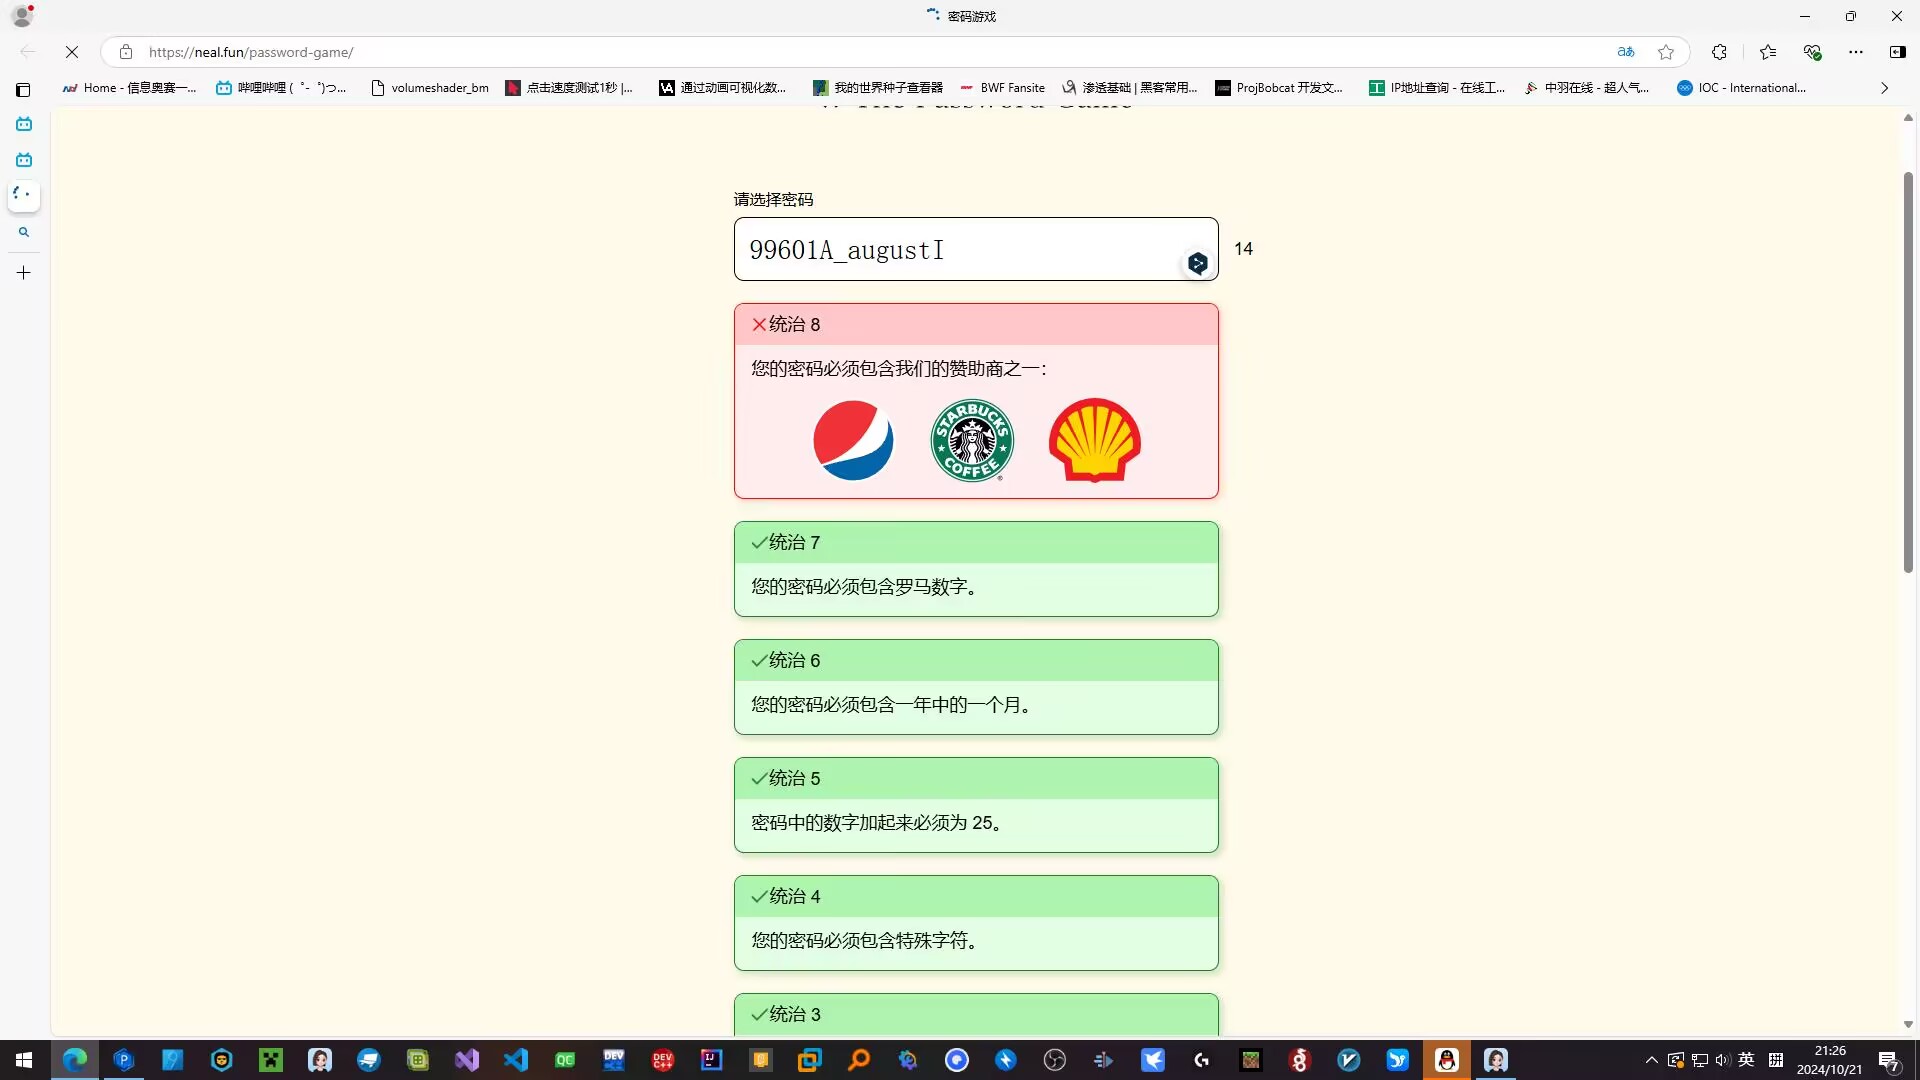 密码游戏
https://neal.fun/password-game/
Home - 信息奥赛一...
哔哩哔哩 ( ゜- ゜)つ...
volumeshader_bm
点击速度测试1秒 |...
通过动画可视化数...
我的世界种子查看器
BWF Fansite
渗透基础 | 黑客常用...
ProjBobcat 开发文...
IP地址查询 - 在线工...
中羽在线 - 超人气...
IOC - International...
The Password Game
请选择密码
99601A_augustI
14
统治 8
您的密码必须包含我们的赞助商之一：
STARBUCKS
COFFEE
统治 7
您的密码必须包含罗马数字。
统治 6
您的密码必须包含一年中的一个月。
统治 5
密码中的数字加起来必须为 25。
统治 4
您的密码必须包含特殊字符。
统治 3
英
拼
21:26
2024/10/21
7